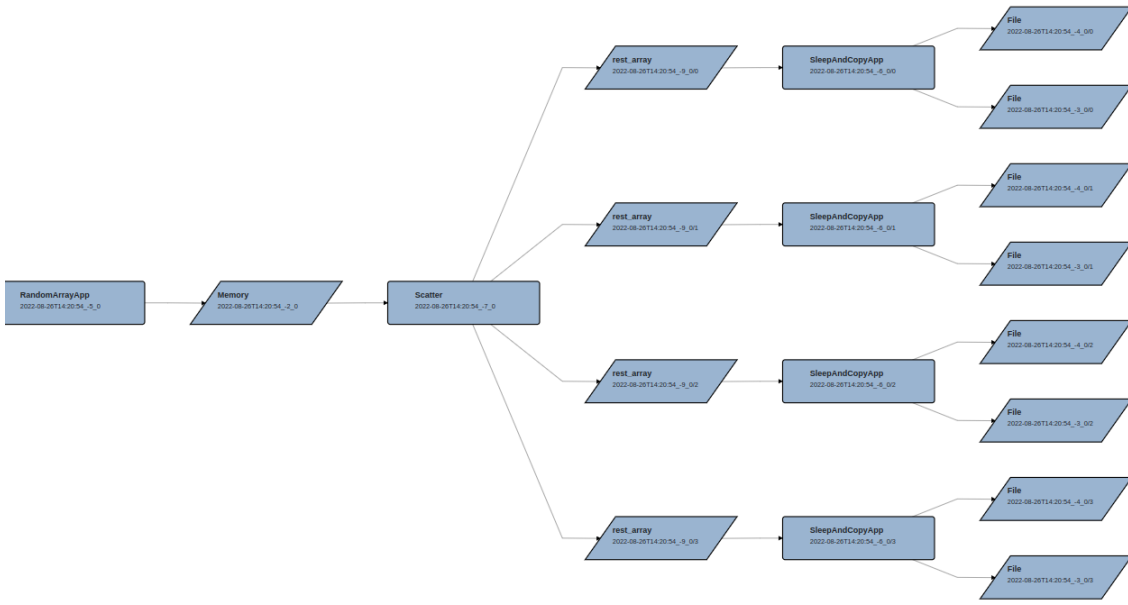 File
2022-08-26T14:20:54_-4_0/0
rest_array
2022-08-26T14:20:54_-9_0/0
SleepAndCopyApp
2022-08-26T14:20:54_-6_0/0
File
2022-08-26T14:20:54_-3_0/0
File
2022-08-26T14:20:54_-4_0/1
rest_array
2022-08-26T14:20:54_-9_0/1
SleepAndCopyApp
2022-08-26T14:20:54_-6_0/1
File
2022-08-26T14:20:54_-3_0/1
RandomArrayApp
2022-08-26T14:20:54_-5_0
Memory
2022-08-26T14:20:54_-2_0
Scatter
2022-08-26T14:20:54_-7_0
File
2022-08-26T14:20:54_-4_0/2
rest_array
2022-08-26T14:20:54_-9_0/2
SleepAndCopyApp
2022-08-26T14:20:54_-6_0/2
File
2022-08-26T14:20:54_-3_0/2
File
2022-08-26T14:20:54_-4_0/3
rest_array
2022-08-26T14:20:54_-9_0/3
SleepAndCopyApp
2022-08-26T14:20:54_-6_0/3
File
2022-08-26T14:20:54_-3_0/3